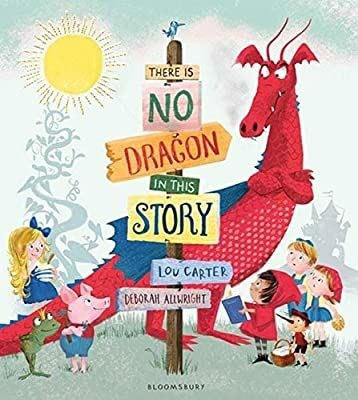 THERE IS
NO
DRAGON
IN THIS
STORY
LOU CARTER
DEBORAH ALLWRIGHT
BLOOMSBURY